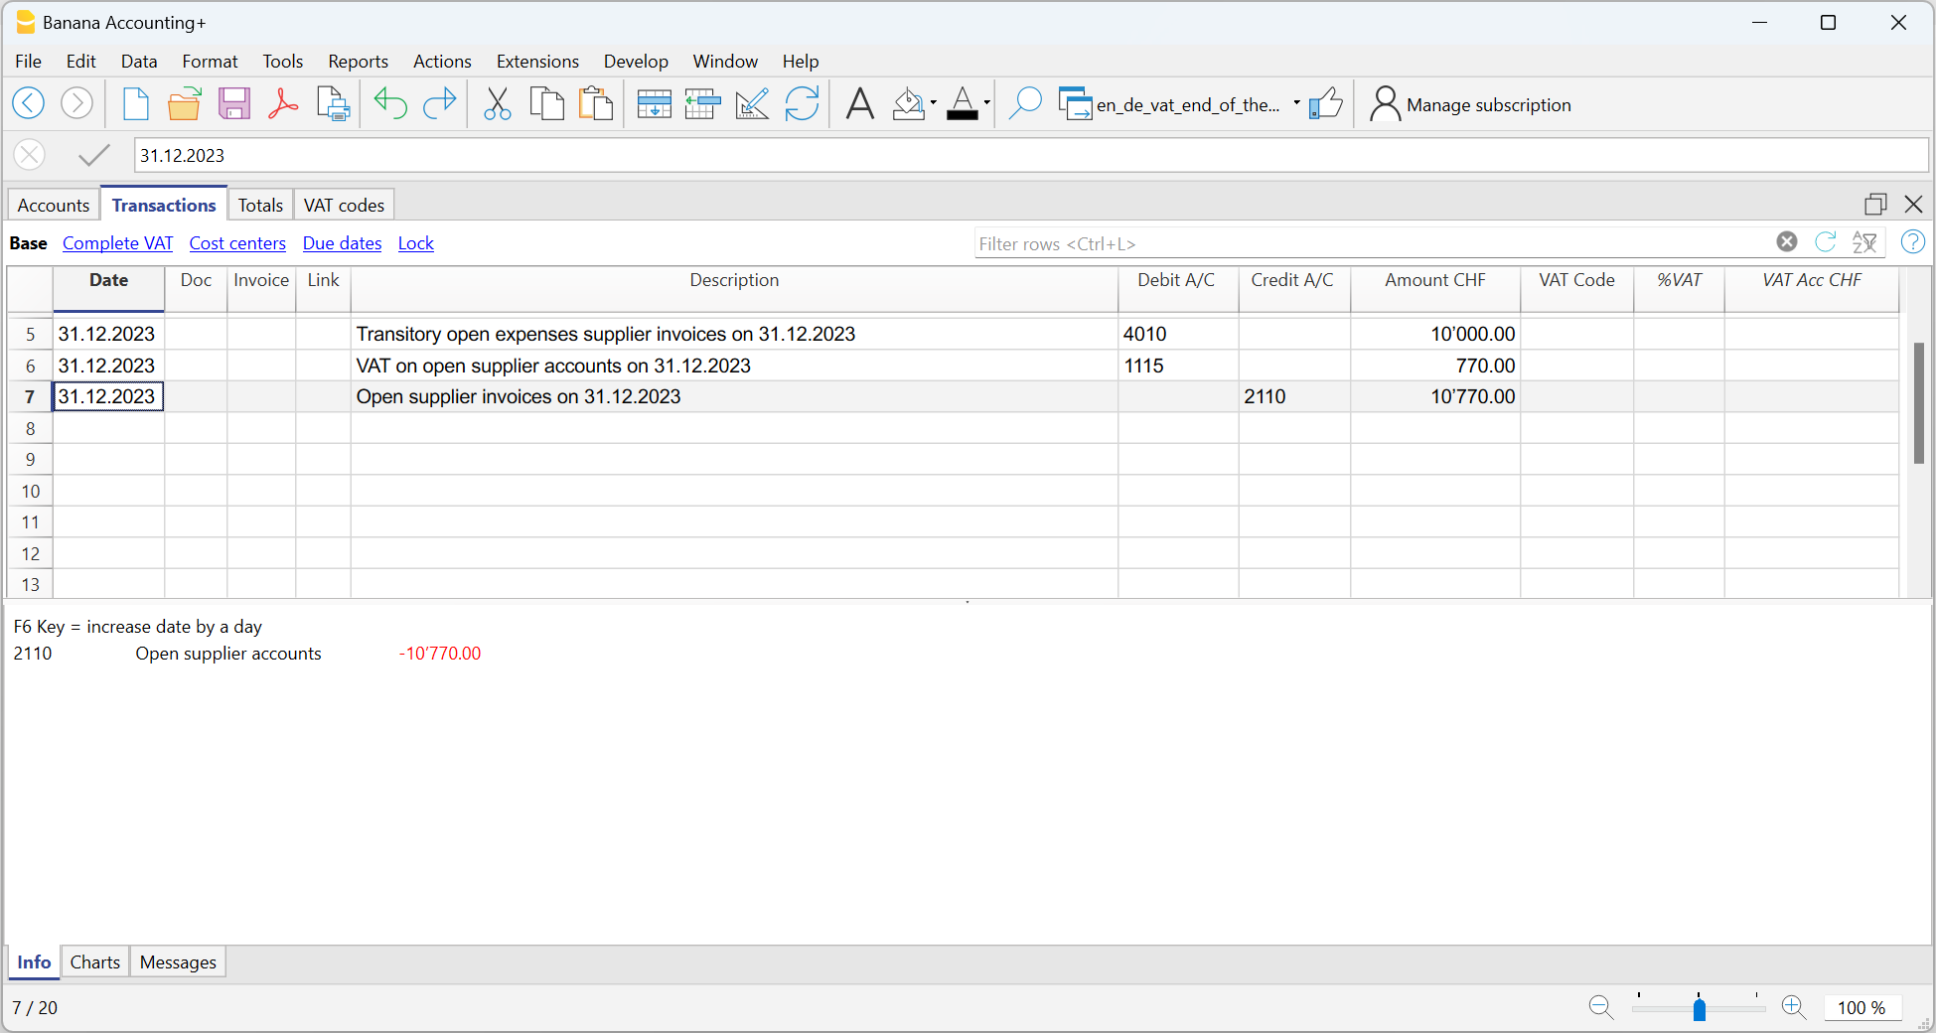 Banana Accounting+
File Edit Data Format Tools Reports Actions Extensions Develop Window Help
en_de_vat_end_of_the... Manage subscription
31.12.2023
Accounts Transactions Totals VAT codes
Base Complete VAT Cost centers Due dates Lock Filter rows <Ctrl+L>
Date Doc Invoice Link Description Debit A/C Credit A/C Amount CHF VAT Code %VAT VAT Acc CHF
5 31.12.2023 Transitory open expenses supplier invoices on 31.12.2023 4010 10’000.00
6 31.12.2023 VAT on open supplier accounts on 31.12.2023 1115 770.00
7 31.12.2023 Open supplier invoices on 31.12.2023 2110 10’770.00
8
9
10
11
12
13
F6 Key = increase date by a day
2110 Open supplier accounts -10’770.00
Info Charts Messages
7 / 20 100 %